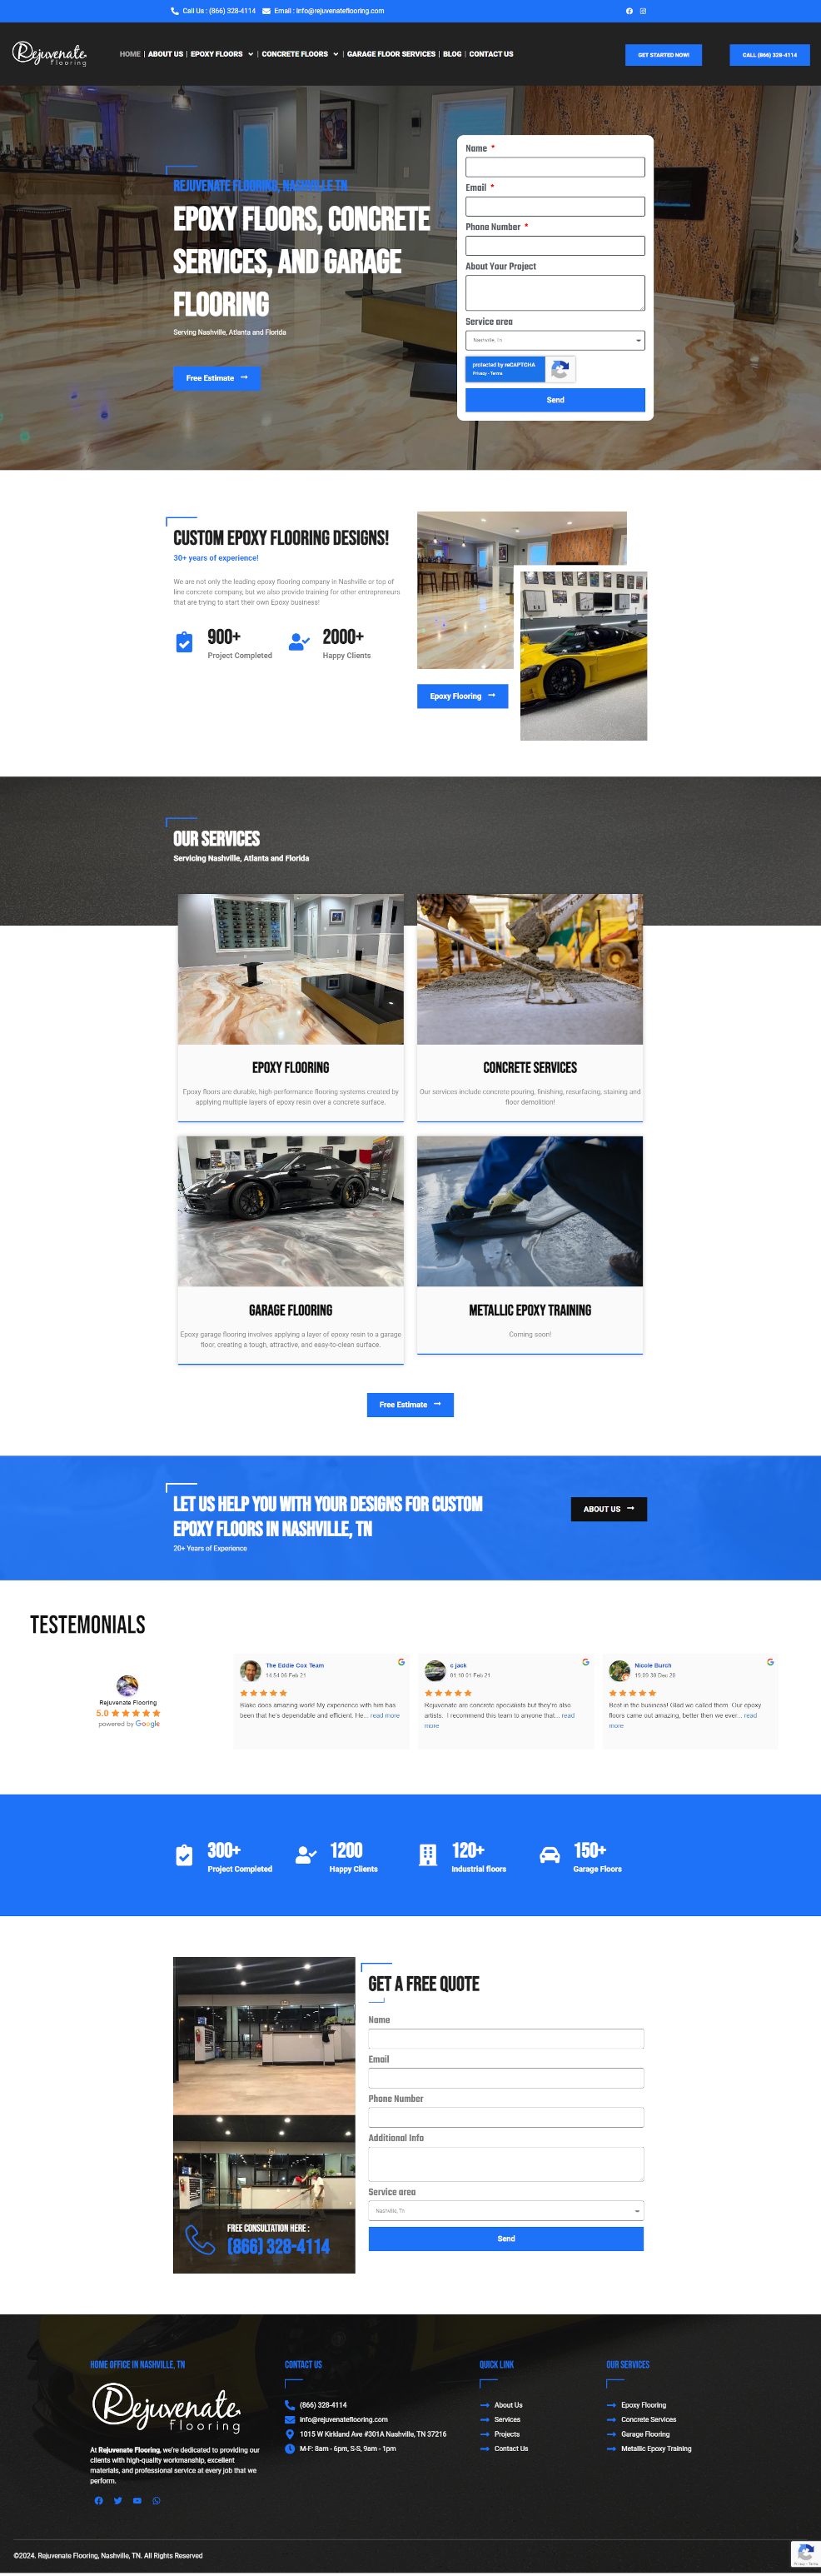 Call Us : (866) 328-4114
Email : info@rejuvenateflooring.com
Rejuvenate
Flooring
HOME
ABOUT US
EPOXY FLOORS
CONCRETE FLOORS
GARAGE FLOOR SERVICES
BLOG
CONTACT US
GET STARTED NOW!
CALL (866) 328-4114
REJUVENATE FLOORING, NASHVILLE TN
EPOXY FLOORS, CONCRETE
SERVICES, AND GARAGE
FLOORING
Serving Nashville, Atlanta and Florida
Free Estimate
Name *
Email *
Phone Number *
About Your Project
Service area
Nashville, Tn
protected by reCAPTCHA
Privacy - Terms
Send
CUSTOM EPOXY FLOORING DESIGNS!
30+ years of experience!
We are not only the leading epoxy flooring company in Nashville or top of
line concrete company, but we also provide training for other entrepreneurs
that are trying to start their own Epoxy business!
900+
Project Completed
2000+
Happy Clients
Epoxy Flooring
OUR SERVICES
Servicing Nashville, Atlanta and Florida
EPOXY FLOORING
Epoxy floors are durable, high-performance flooring systems created by
applying multiple layers of epoxy resin over a concrete surface.
CONCRETE SERVICES
Our services include concrete pouring, finishing, resurfacing, staining and
floor demolition!
GARAGE FLOORING
Epoxy garage flooring involves applying a layer of epoxy resin to a garage
floor, creating a tough, attractive, and easy-to-clean surface.
METALLIC EPOXY TRAINING
Coming soon!
Free Estimate
LET US HELP YOU WITH YOUR DESIGNS FOR CUSTOM
EPOXY FLOORS IN NASHVILLE, TN
20+ Years of Experience
ABOUT US
TESTEMONIALS
Rejuvenate Flooring
5.0
powered by Google
The Eddie Cox Team
14:54 06 Feb 21
Blake does amazing work! My experience with him has
been that he's dependable and efficient. He... read more
c jack
01:10 01 Feb 21
Rejuvenate are concrete specialists but they're also
artists. I recommend this team to anyone that... read
more
Nicole Burch
Best in the business! Glad we called them. Our epoxy
floors came out amazing, better then we ever... read
more
300+
Project Completed
1200
Happy Clients
120+
Industrial floors
150+
Garage Floors
FREE CONSULTATION HERE :
(866) 328-4114
GET A FREE QUOTE
Name
Email
Phone Number
Additional Info
Service area
Nashville, Tn
Send
HOME OFFICE IN NASHVILLE, TN
Rejuvenate
Flooring
At Rejuvenate Flooring, we're dedicated to providing our
clients with high-quality workmanship, excellent
materials, and professional service at every job that we
perform.
CONTACT US
(866) 328-4114
info@rejuvenateflooring.com
1015 W Kirkland Ave #301A Nashville, TN 37216
M-F: 8am - 6pm, S-S, 9am - 1pm
QUICK LINK
About Us
Services
Projects
Contact Us
OUR SERVICES
Epoxy Flooring
Concrete Services
Garage Flooring
Metallic Epoxy Training
©2024. Rejuvenate Flooring, Nashville, TN. All Rights Reserved
Privacy - Terms